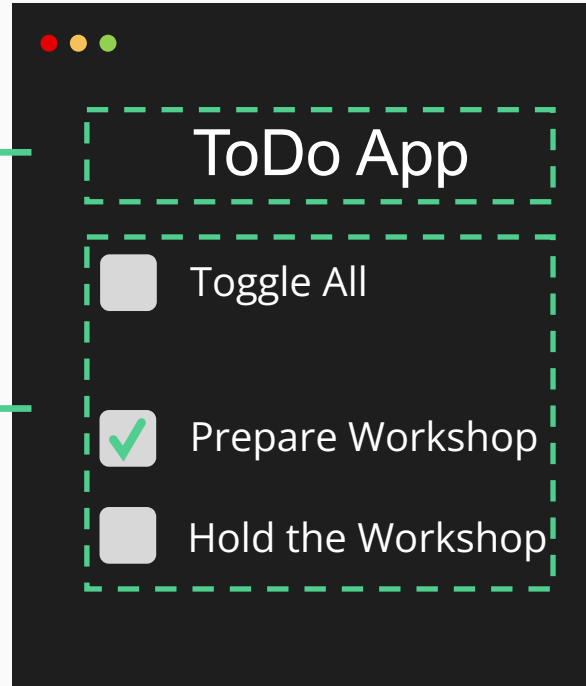 ToDo App
Toggle All
Prepare Workshop
Hold the Workshop